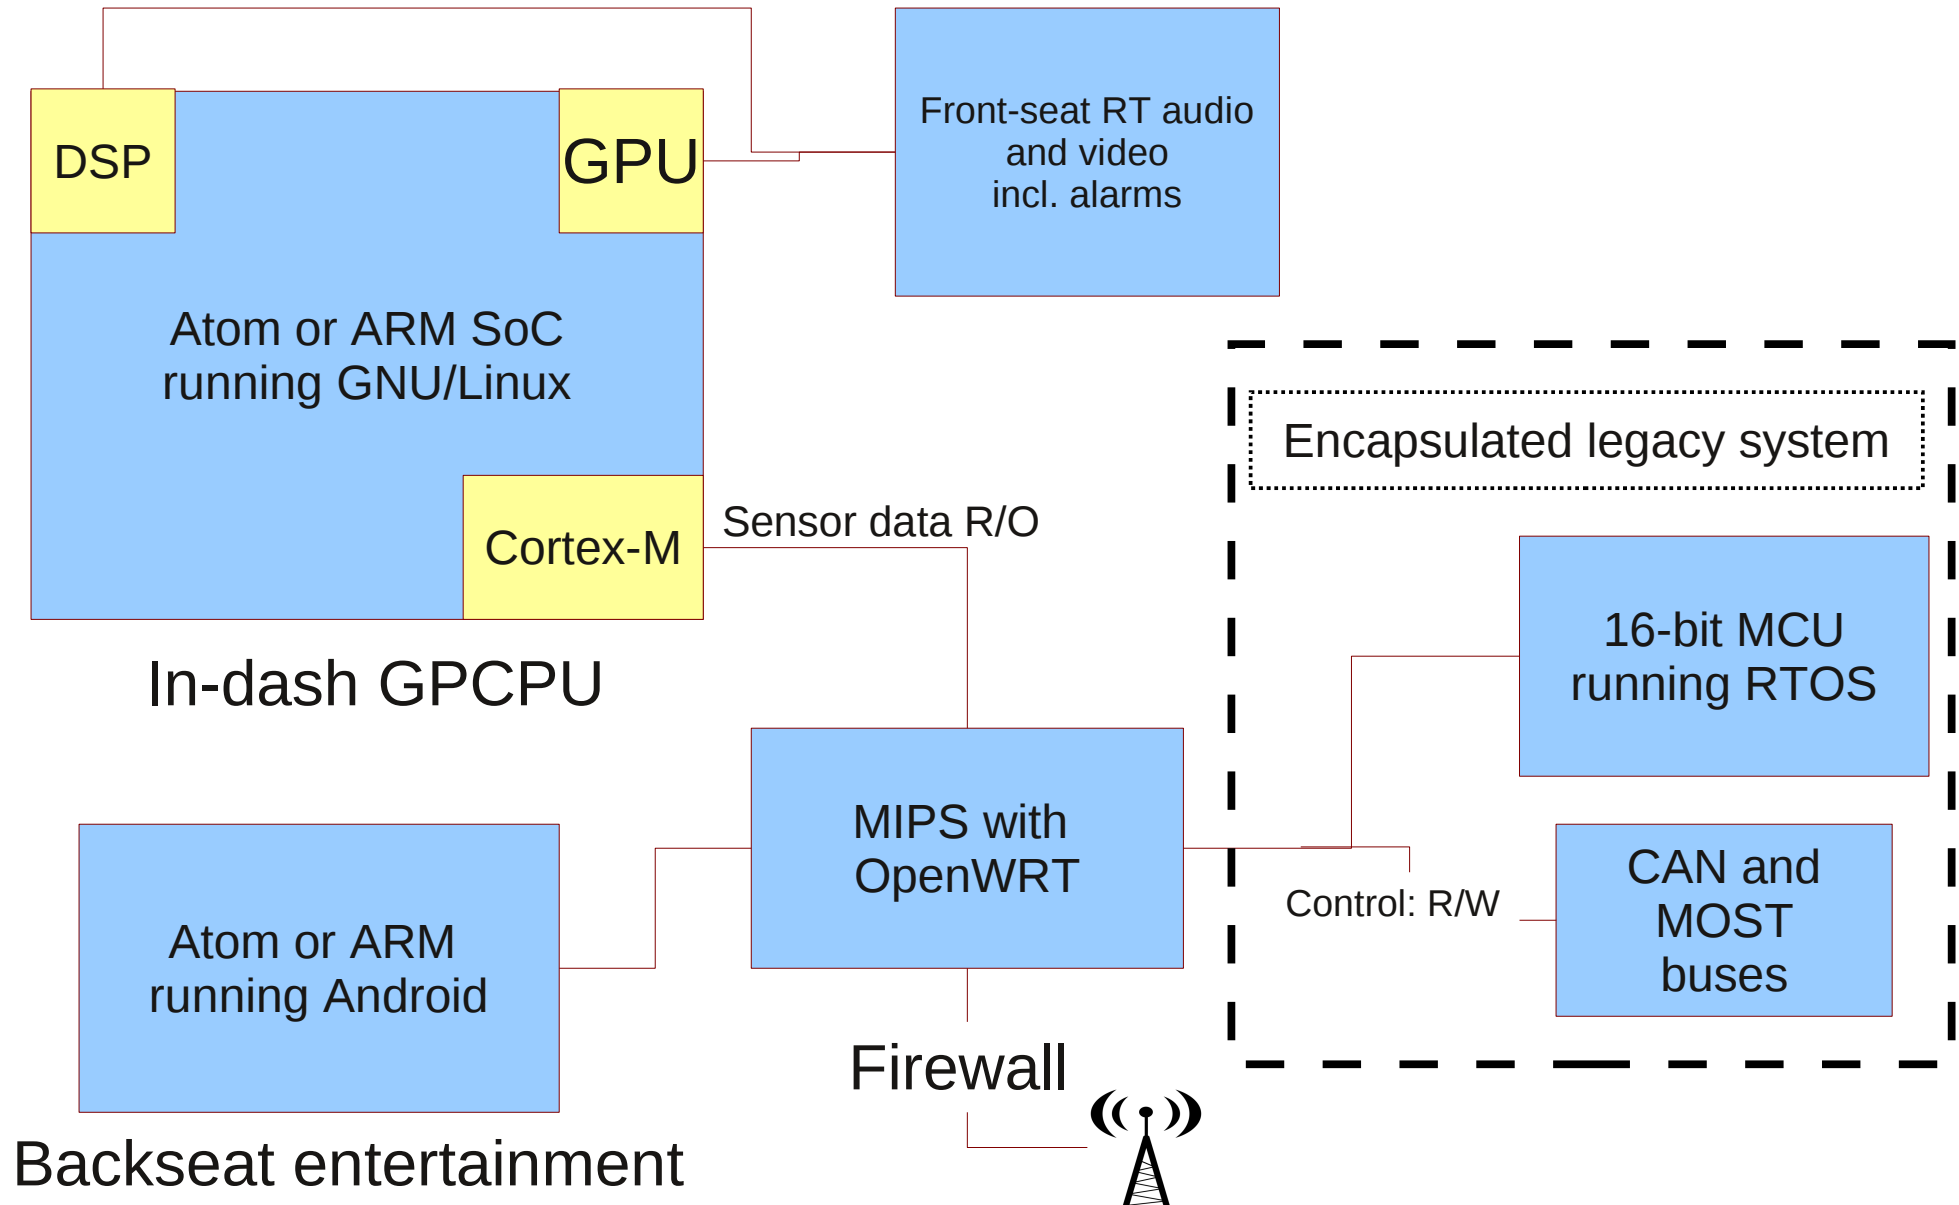 DSP
GPU
Front-seat RT audio
and video
incl. alarms
Atom or ARM SoC
running GNU/Linux
Cortex-M
Sensor data R/O
In-dash GPCPU
Encapsulated legacy system
16-bit MCU
running RTOS
MIPS with
OpenWRT
Control: R/W
CAN and
MOST
buses
Atom or ARM
running Android
Firewall
Backseat entertainment